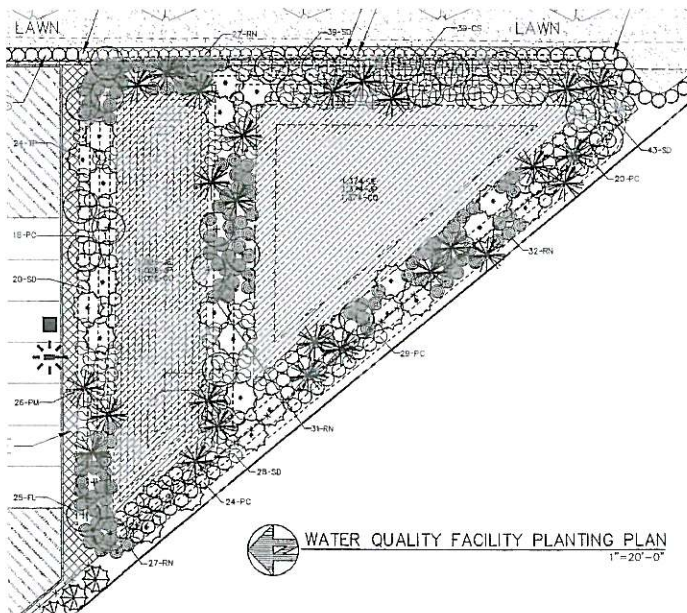 LAWN
27-RN
39-SD
39-CS
LAWN
43-SD
20-PC
18-PC
32-RN
20-SD
29-PC
26-PM
31-RN
28-SD
24-PC
25-FL
27-RN
WATER QUALITY FACILITY PLANTING PLAN
1"=20'-0"